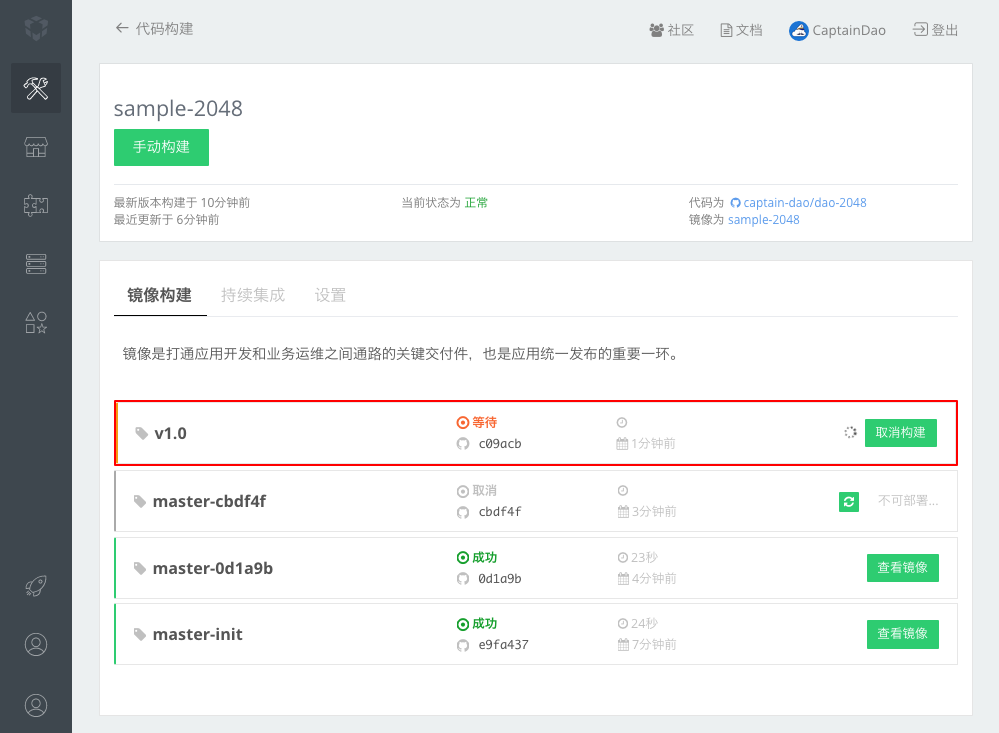 代码构建
社区 文档 CaptainDao 登出
sample-2048
手动构建
最新版本构建于 10分钟前 当前状态为 正常 代码为 captain-dao/dao-2048
最近更新于 6分钟前 镜像为 sample-2048
镜像构建 持续集成 设置
镜像是打通应用开发和业务运维之间通路的关键交付件，也是应用统一发布的重要一环。
等待
v1.0 取消构建
c09acb 1分钟前
取消
master-cbdf4f 不可部署...
cbdf4f 3分钟前
成功 23秒
master-0d1a9b 查看镜像
0d1a9b 4分钟前
成功 24秒
master-init 查看镜像
e9fa437 7分钟前